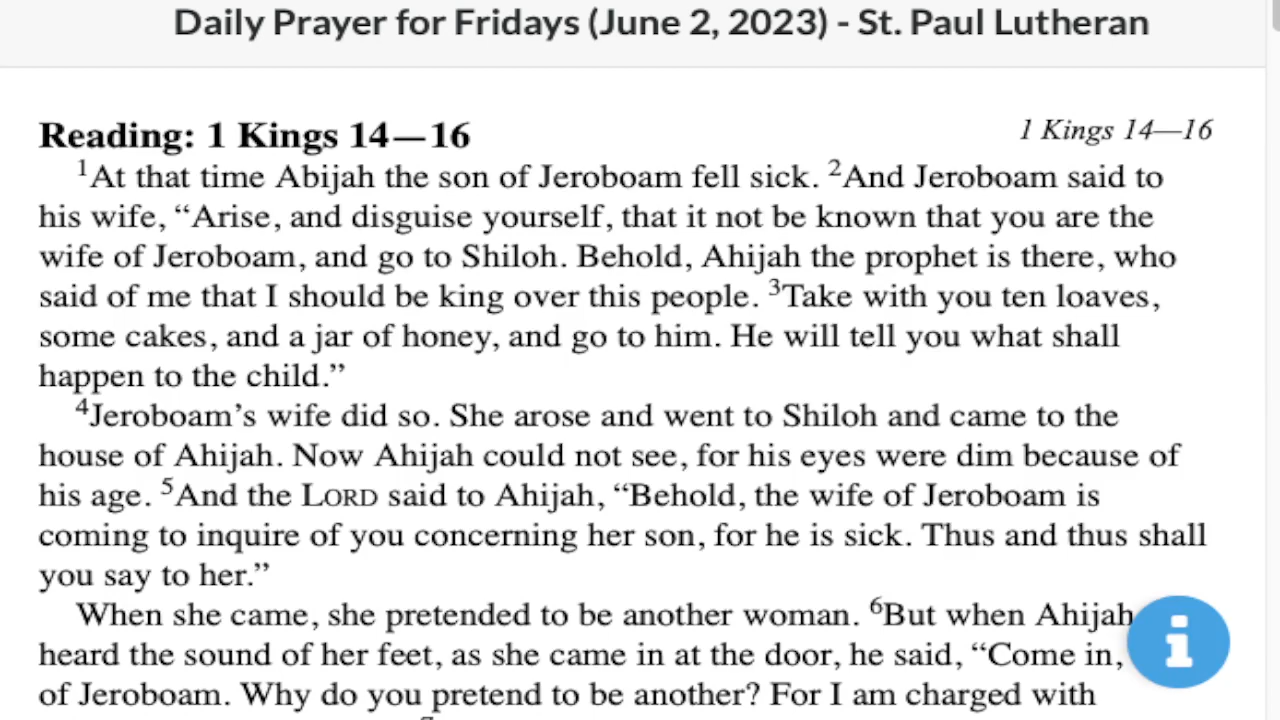 Daily Prayer for Fridays (June 2, 2023) - St. Paul Lutheran
Reading: 1 Kings 14—16
1 Kings 14—16
1At that time Abijah the son of Jeroboam fell sick. 2And Jeroboam said to
his wife, “Arise, and disguise yourself, that it not be known that you are the
wife of Jeroboam, and go to Shiloh. Behold, Ahijah the prophet is there, who
said of me that I should be king over this people. 3Take with you ten loaves,
some cakes, and a jar of honey, and go to him. He will tell you what shall
happen to the child.”
4Jeroboam’s wife did so. She arose and went to Shiloh and came to the
house of Ahijah. Now Ahijah could not see, for his eyes were dim because of
his age. 5And the LORD said to Ahijah, “Behold, the wife of Jeroboam is
coming to inquire of you concerning her son, for he is sick. Thus and thus shall
you say to her.”
When she came, she pretended to be another woman. 6But when Ahijah
heard the sound of her feet, as she came in at the door, he said, “Come in,
of Jeroboam. Why do you pretend to be another? For I am charged with